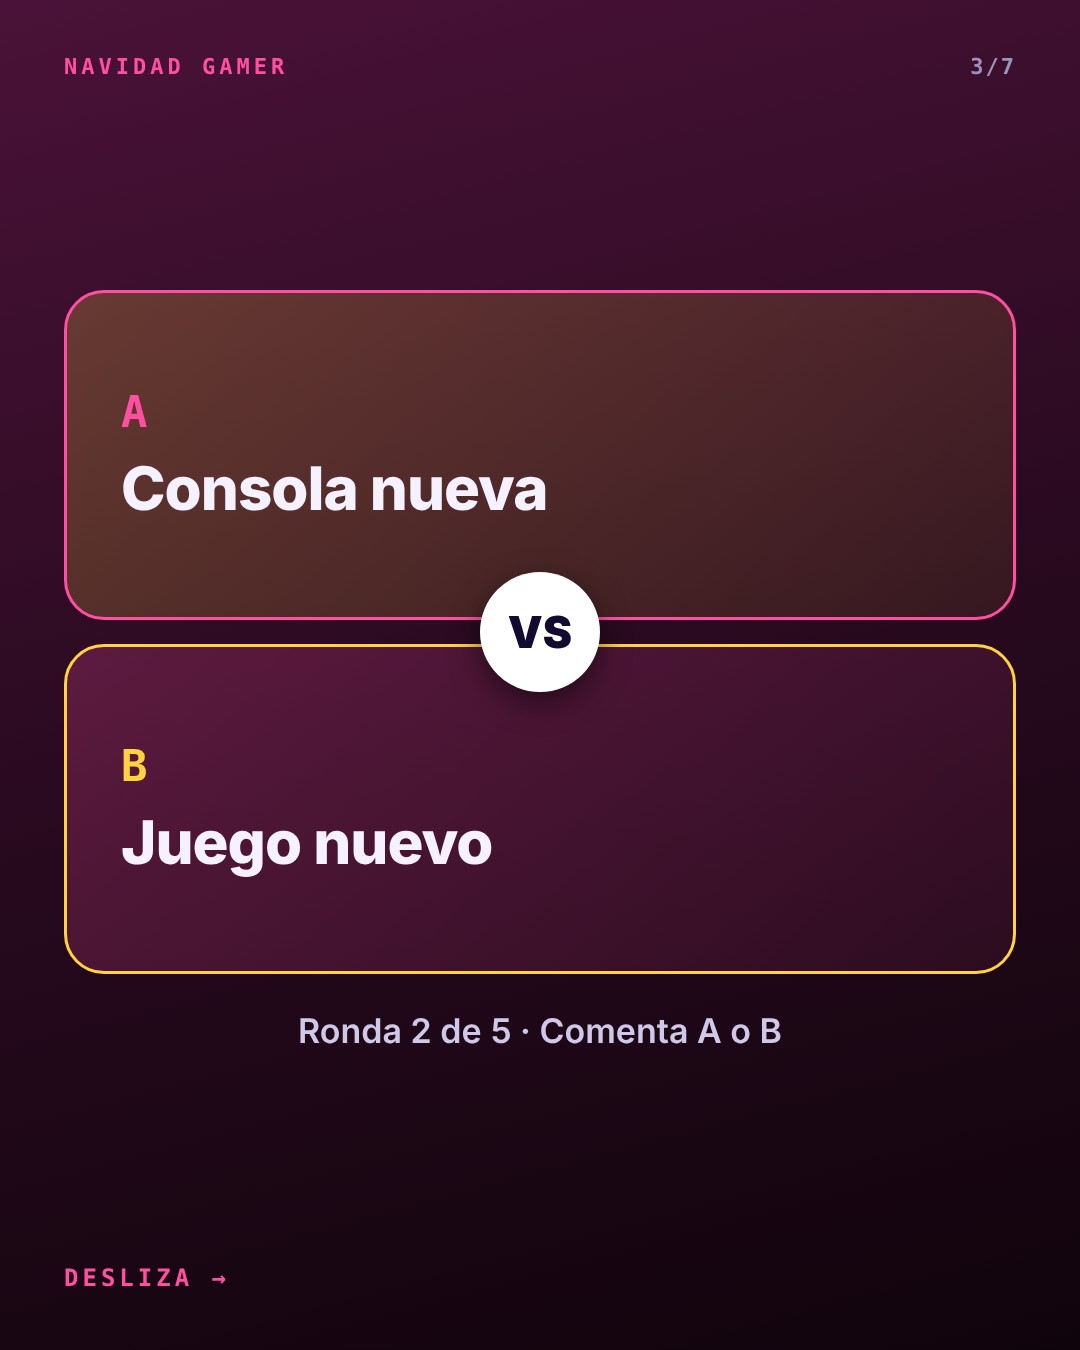 NAVIDAD GAMER
3/7
A
Consola nueva
VS
B
Juego nuevo
Ronda 2 de 5 · Comenta A o B
DESLIZA →